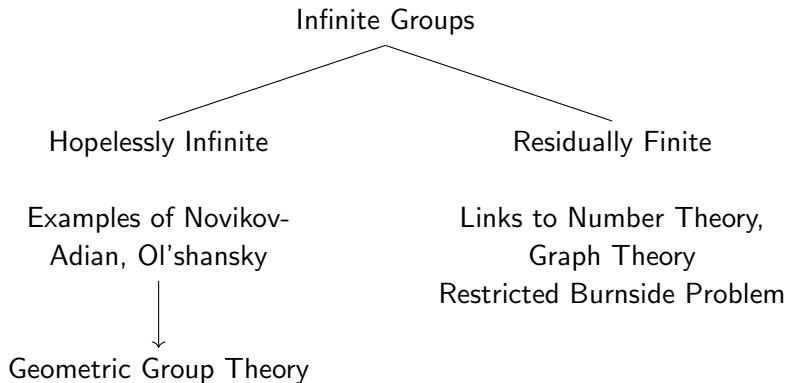 Infinite Groups
Hopelessly Infinite
Residually Finite
Examples of Novikov-
Adian, Ol'shansky
Links to Number Theory,
Graph Theory
Restricted Burnside Problem
Geometric Group Theory